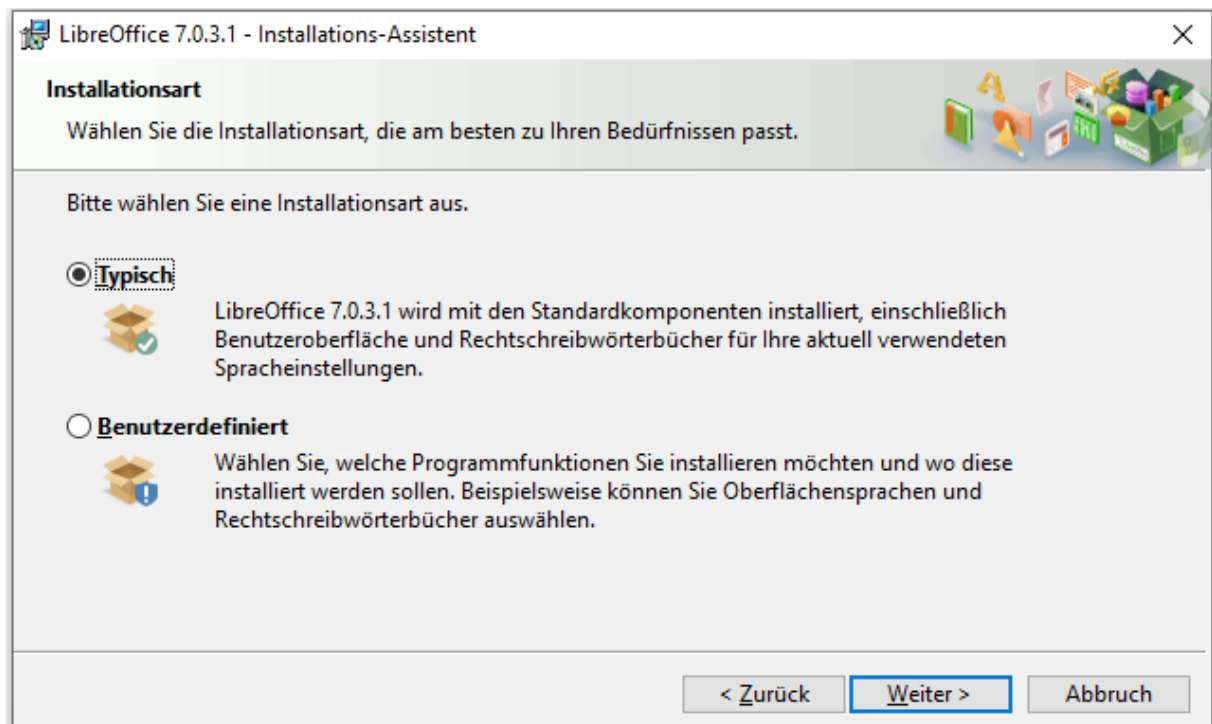 LibreOffice 7.0.3.1 - Installations-Assistent
Installationsart
Wählen Sie die Installationsart, die am besten zu Ihren Bedürfnissen passt.
Bitte wählen Sie eine Installationsart aus.
Typisch
LibreOffice 7.0.3.1 wird mit den Standardkomponenten installiert, einschließlich
Benutzeroberfläche und Rechtschreibwörterbücher für Ihre aktuell verwendeten
Spracheinstellungen.
Benutzerdefiniert
Wählen Sie, welche Programmfunktionen Sie installieren möchten und wo diese
installiert werden sollen. Beispielsweise können Sie Oberflächensprachen und
Rechtschreibwörterbücher auswählen.
< Zurück Weiter > Abbruch